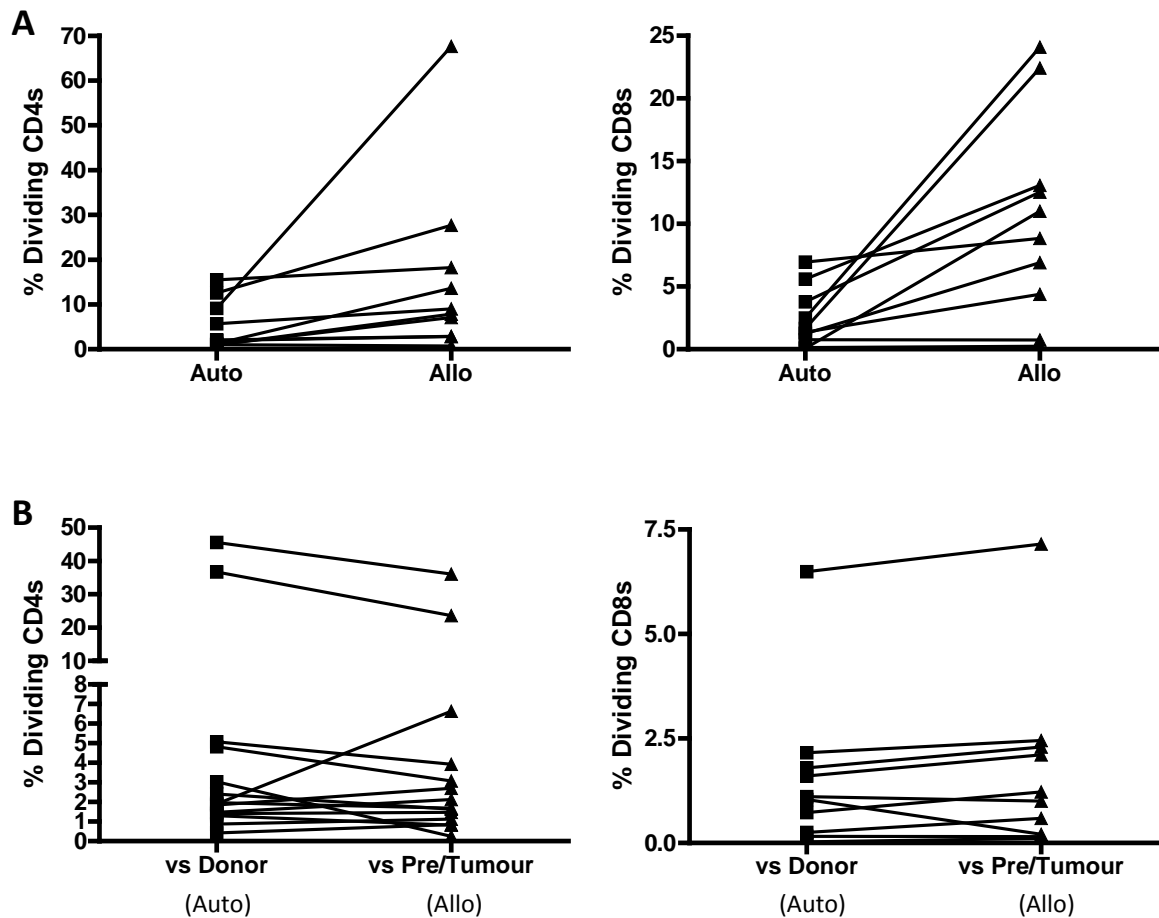 A
% Dividing CD4s
70
60
50
40
30
20
10
0
Auto
Allo
% Dividing CD8s
25
20
15
10
5
0
Auto
Allo
B
% Dividing CD4s
50
40
30
20
10
8
7
6
5
4
3
2
1
0
vs Donor
vs Pre/Tumour
(Auto)
(Allo)
% Dividing CD8s
7.5
5.0
2.5
0.0
vs Donor
vs Pre/Tumour
(Auto)
(Allo)